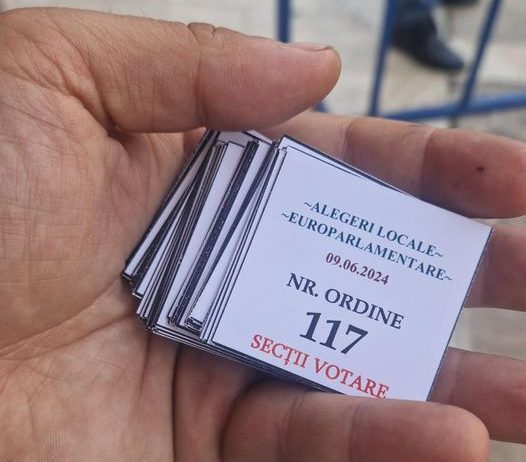 ~ALEGERI LOCALE~
~EUROPARLAMENTARE~
09.06.2024
NR. ORDINE
117
SECȚII VOTARE